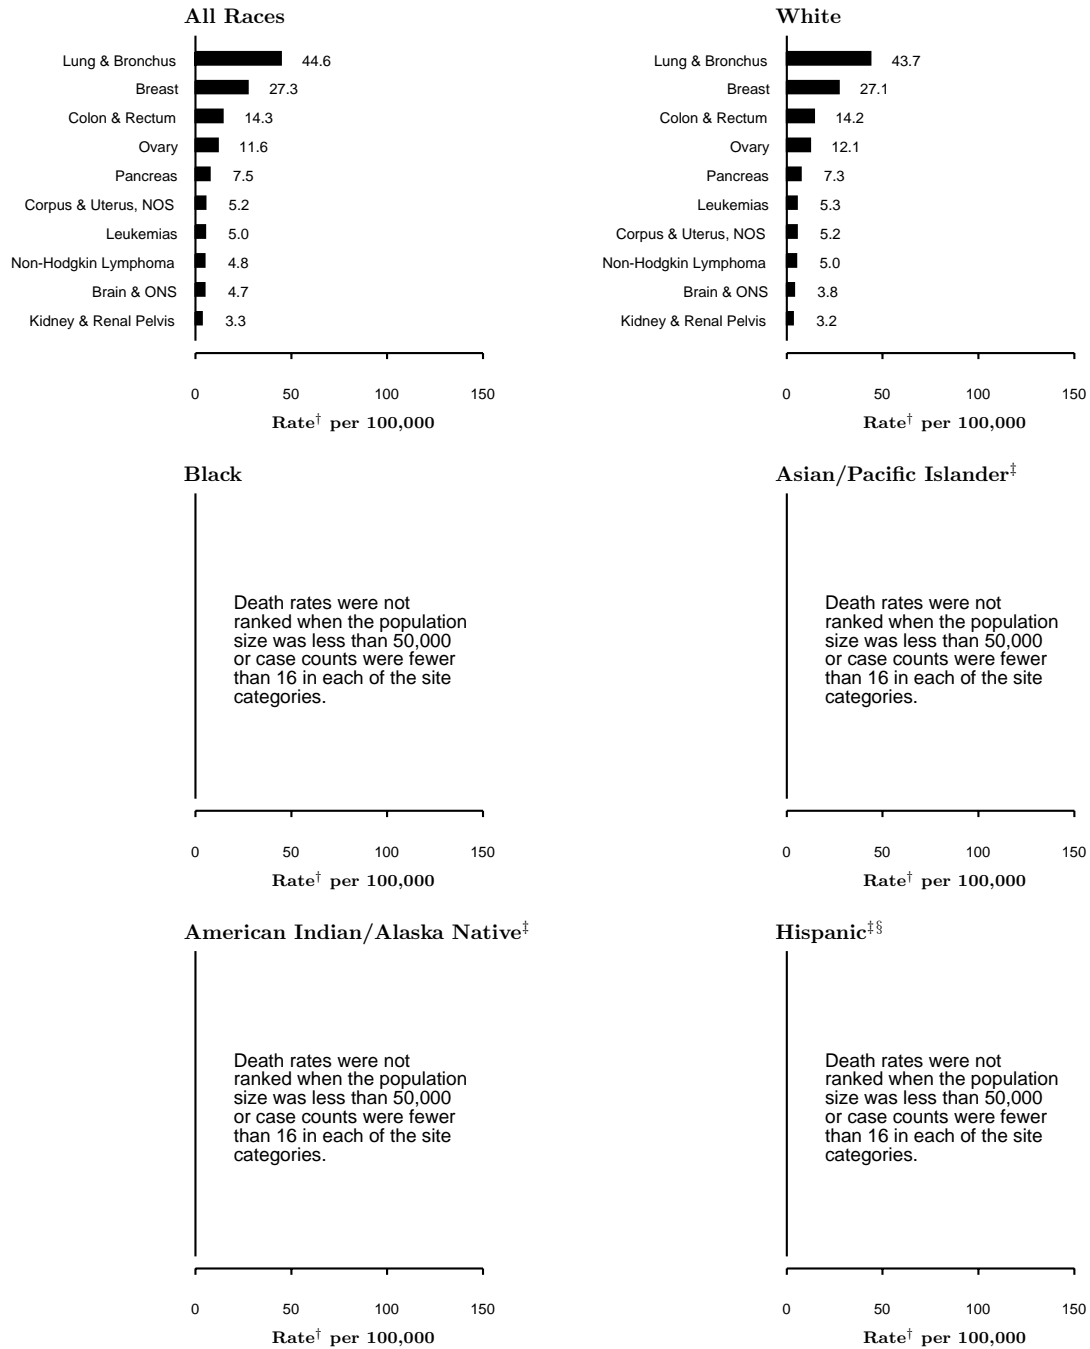 All Races
Lung & Bronchus 44.6
Breast 27.3
Colon & Rectum 14.3
Ovary 11.6
Pancreas 7.5
Corpus & Uterus, NOS 5.2
Leukemias 5.0
Non-Hodgkin Lymphoma 4.8
Brain & ONS 4.7
Kidney & Renal Pelvis 3.3
0 50 100 150
Rate† per 100,000
White
Lung & Bronchus 43.7
Breast 27.1
Colon & Rectum 14.2
Ovary 12.1
Pancreas 7.3
Leukemias 5.3
Corpus & Uterus, NOS 5.2
Non-Hodgkin Lymphoma 5.0
Brain & ONS 3.8
Kidney & Renal Pelvis 3.2
0 50 100 150
Rate† per 100,000
Black
Death rates were not
ranked when the population
size was less than 50,000
or case counts were fewer
than 16 in each of the site
categories.
0 50 100 150
Rate† per 100,000
Asian/Pacific Islander‡
Death rates were not
ranked when the population
size was less than 50,000
or case counts were fewer
than 16 in each of the site
categories.
0 50 100 150
Rate† per 100,000
American Indian/Alaska Native‡
Death rates were not
ranked when the population
size was less than 50,000
or case counts were fewer
than 16 in each of the site
categories.
0 50 100 150
Rate† per 100,000
Hispanic‡§
Death rates were not
ranked when the population
size was less than 50,000
or case counts were fewer
than 16 in each of the site
categories.
0 50 100 150
Rate† per 100,000